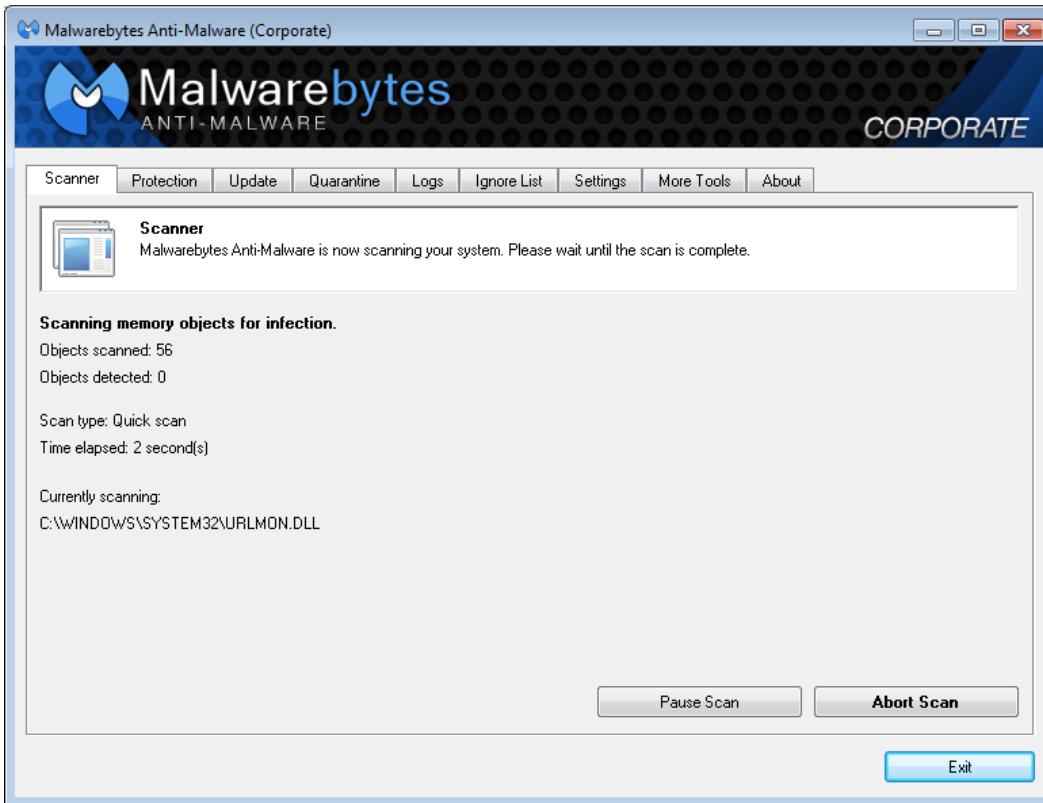 Malwarebytes Anti-Malware (Corporate)
Malwarebytes
ANTI-MALWARE
CORPORATE
Scanner Protection Update Quarantine Logs Ignore List Settings More Tools About
Scanner
Malwarebytes Anti-Malware is now scanning your system. Please wait until the scan is complete.
Scanning memory objects for infection.
Objects scanned: 56
Objects detected: 0
Scan type: Quick scan
Time elapsed: 2 second(s)
Currently scanning:
C:\WINDOWS\SYSTEM32\URLMON.DLL
Pause Scan Abort Scan
Exit